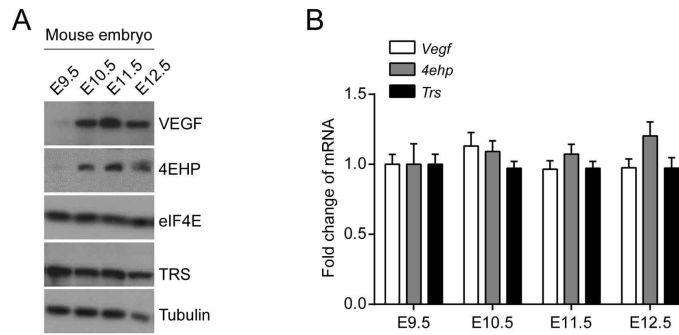 A
Mouse embryo
E9.5 E10.5 E11.5 E12.5
VEGF
4EHP
eIF4E
TRS
Tubulin
B
Vegf
4ehp
Trs
Fold change of mRNA
1.5
1.0
0.5
0.0
E9.5 E10.5 E11.5 E12.5